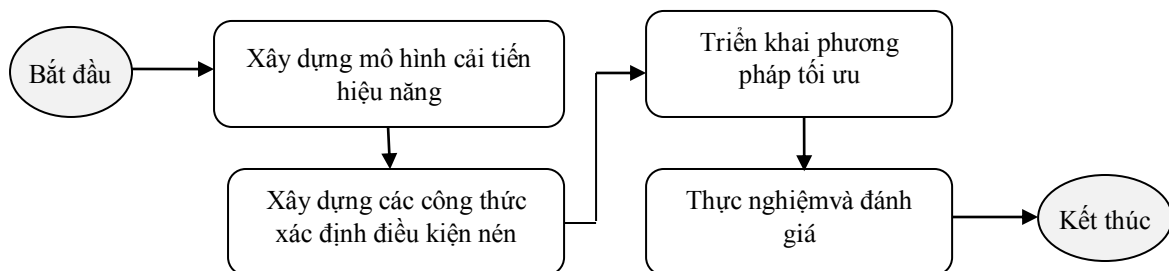 Bắt đầu
Xây dựng mô hình cải tiến
hiệu năng
Xây dựng các công thức
xác định điều kiện nén
Triển khai phương
pháp tối ưu
Thực nghiệmvà đánh
giá
Kết thúc